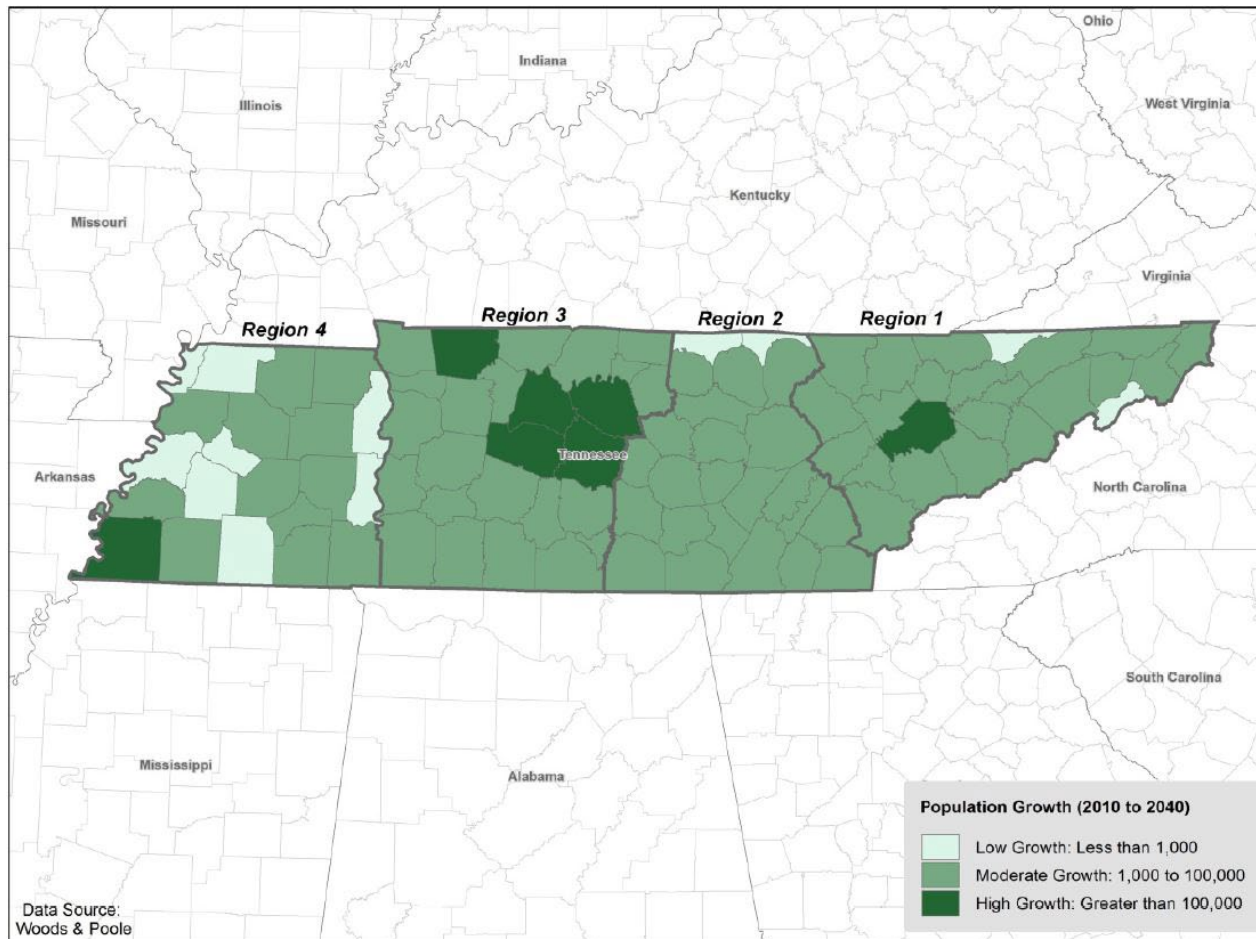 Ohio
Indiana
Illinois
West Virginia
Kentucky
Missouri
Virginia
Region 3
Region 2
Region 1
Region 4
Tennessee
Arkansas
North Carolina
South Carolina
Mississippi
Alabama
Population Growth (2010 to 2040)
Low Growth: Less than 1,000
Moderate Growth: 1,000 to 100,000
High Growth: Greater than 100,000
Data Source:
Woods & Poole